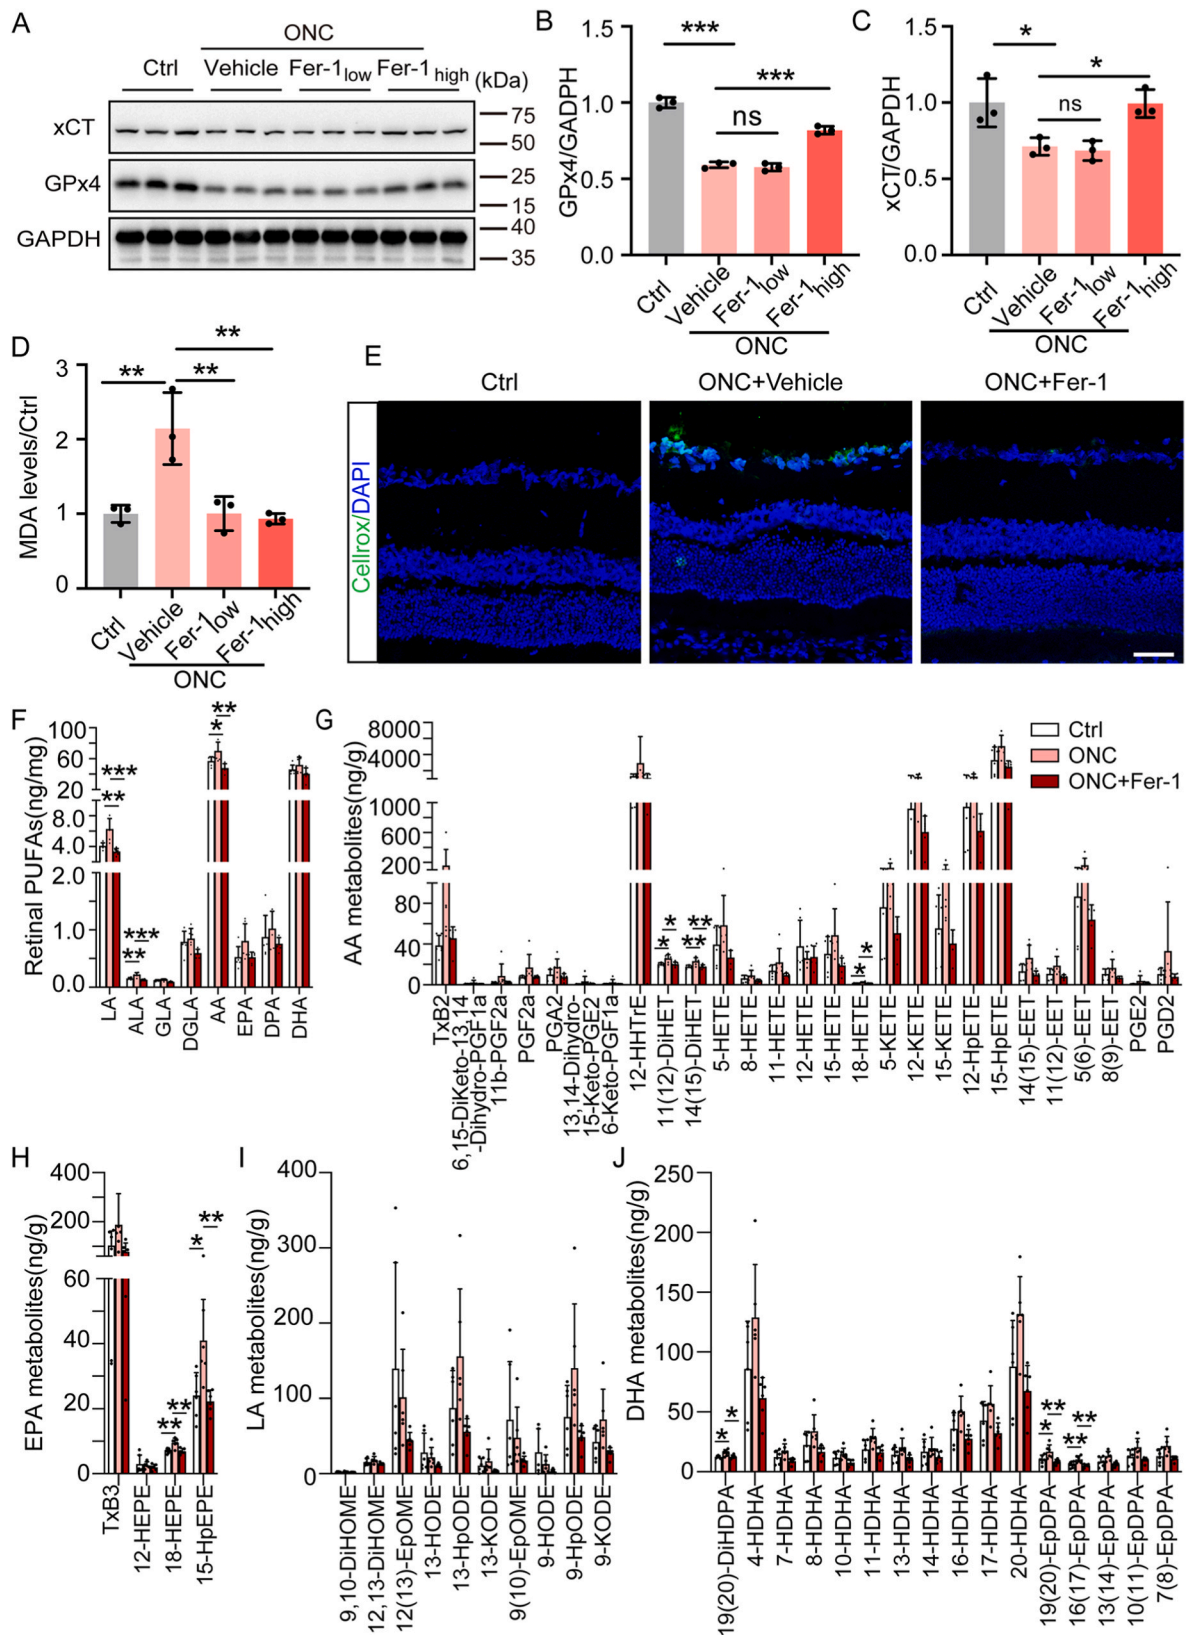 A
ONC
Ctrl Vehicle Fer-1low Fer-1high (kDa)
xCT
75
50
GPx4
25
15
GAPDH
40
35
B
GPx4/GADPH
1.5
1.0
0.5
0.0
***
***
ns
Ctrl
Vehicle
Fer-1low
Fer-1high
ONC
C
xCT/GAPDH
1.5
1.0
0.5
0.0
*
*
ns
Ctrl
Vehicle
Fer-1low
Fer-1high
ONC
D
MDA levels/Ctrl
3
2
1
0
**
**
**
Ctrl
Vehicle
Fer-1low
Fer-1high
ONC
E
Ctrl
ONC+Vehicle
ONC+Fer-1
Cellrox/DAPI
F
Retinal PUFAs(ng/mg)
100
60
20
8.0
4.0
2.0
1.0
0.0
***
**
***
**
**
*
LA
ALA
GLA
DGLA
AA
EPA
DPA
DHA
G
AA metabolites(ng/g)
8000
4000
1000
600
200
80
40
0
Ctrl
ONC
ONC+Fer-1
*
*
**
**
*
*
TxB2
6,15-DiKeto-13,14
-Dihydro-PGF1a
11b-PGF2a
PGF2a
PGA2
13,14-Dihydro-
15-Keto-PGE2
6-Keto-PGF1a
12-HHTrE
11(12)-DiHET
14(15)-DiHET
5-HETE
8-HETE
11-HETE
12-HETE
15-HETE
18-HETE
5-KETE
12-KETE
15-KETE
12-HpETE
15-HpETE
14(15)-EET
11(12)-EET
5(6)-EET
8(9)-EET
PGE2
PGD2
H
EPA metabolites(ng/g)
400
200
60
40
20
0
**
**
**
*
TxB3
12-HEPE
18-HEPE
15-HpEPE
I
LA metabolites(ng/g)
400
300
200
100
0
9,10-DiHOME
12,13-DiHOME
12(13)-EpOME
13-HODE
13-HpODE
13-KODE
9(10)-EpOME
9-HODE
9-HpODE
9-KODE
J
DHA metabolites(ng/g)
250
200
150
100
50
0
*
*
**
*
**
**
19(20)-DiHDPA
4-HDHA
7-HDHA
8-HDHA
10-HDHA
11-HDHA
13-HDHA
14-HDHA
16-HDHA
17-HDHA
20-HDHA
19(20)-EpDPA
16(17)-EpDPA
13(14)-EpDPA
10(11)-EpDPA
7(8)-EpDPA